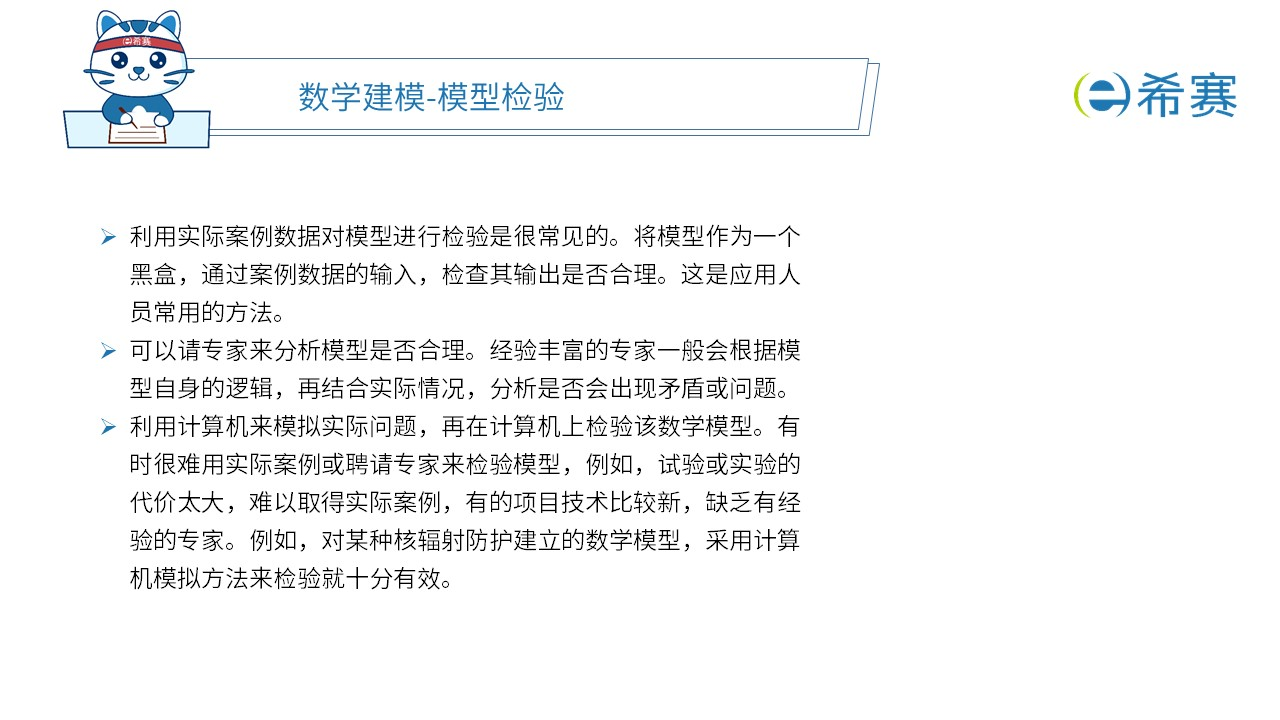 希赛
数学建模-模型检验
希赛
利用实际案例数据对模型进行检验是很常见的。将模型作为一个
黑盒，通过案例数据的输入，检查其输出是否合理。这是应用人
员常用的方法。
可以请专家来分析模型是否合理。经验丰富的专家一般会根据模
型自身的逻辑，再结合实际情况，分析是否会出现矛盾或问题。
利用计算机来模拟实际问题，再在计算机上检验该数学模型。有
时很难用实际案例或聘请专家来检验模型，例如，试验或实验的
代价太大，难以取得实际案例，有的项目技术比较新，缺乏有经
验的专家。例如，对某种核辐射防护建立的数学模型，采用计算
机模拟方法来检验就十分有效。